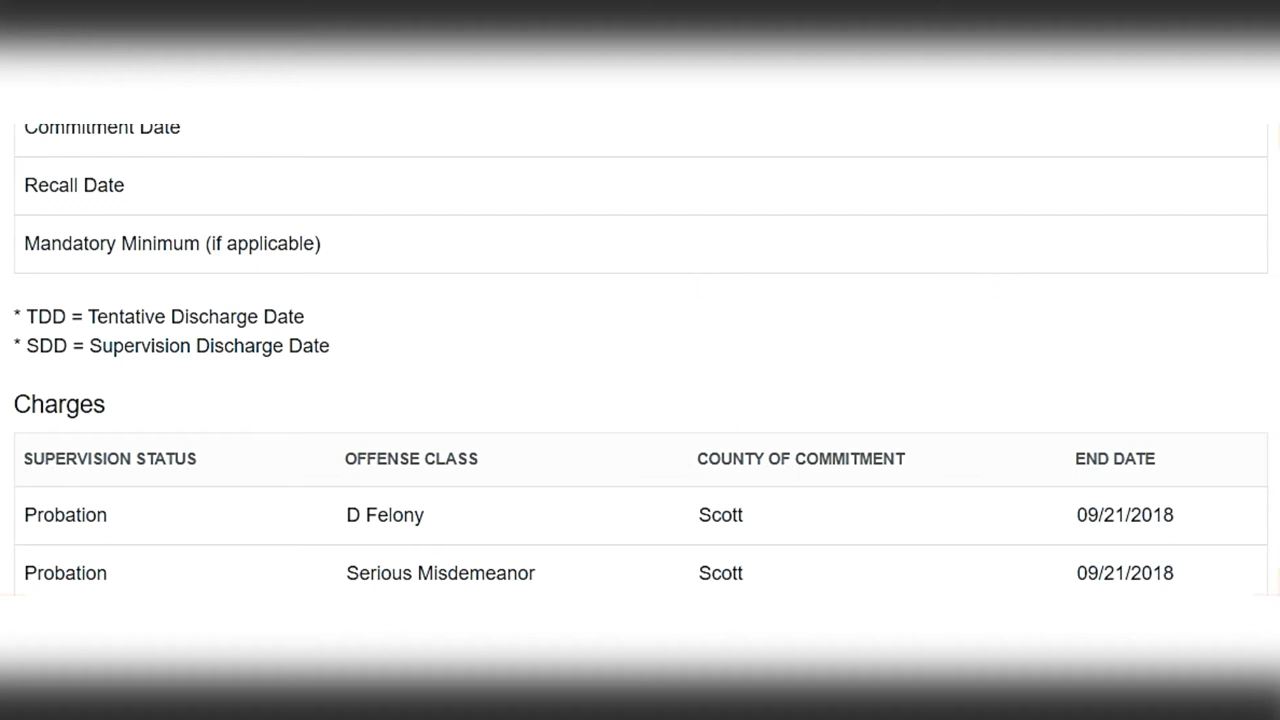 Commitment Date
Recall Date
Mandatory Minimum (if applicable)
* TDD = Tentative Discharge Date
* SDD = Supervision Discharge Date
Charges
SUPERVISION STATUS OFFENSE CLASS COUNTY OF COMMITMENT END DATE
Probation D Felony Scott 09/21/2018
Probation Serious Misdemeanor Scott 09/21/2018